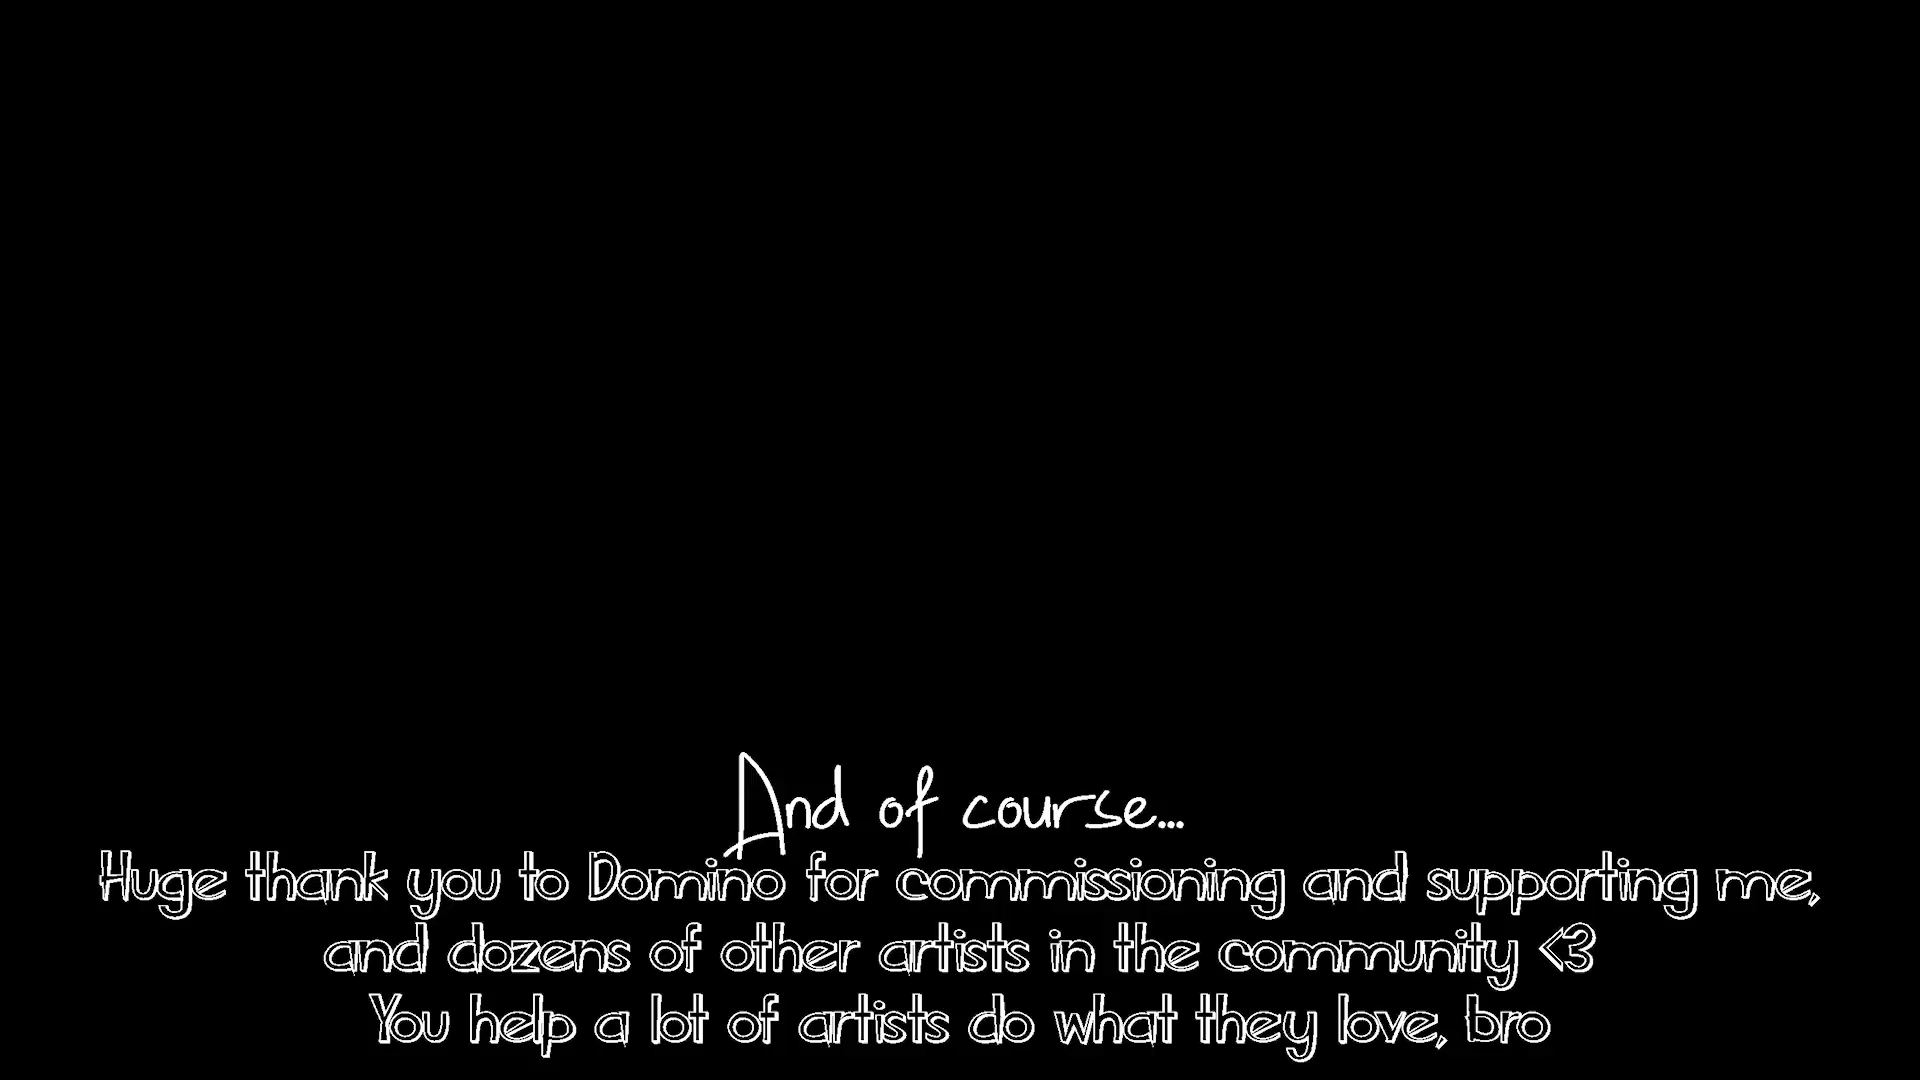 And of course...
Huge thank you to Domino for commissioning and supporting me,
and dozens of other artists in the community <3
You help a lot of artists do what they love, bro